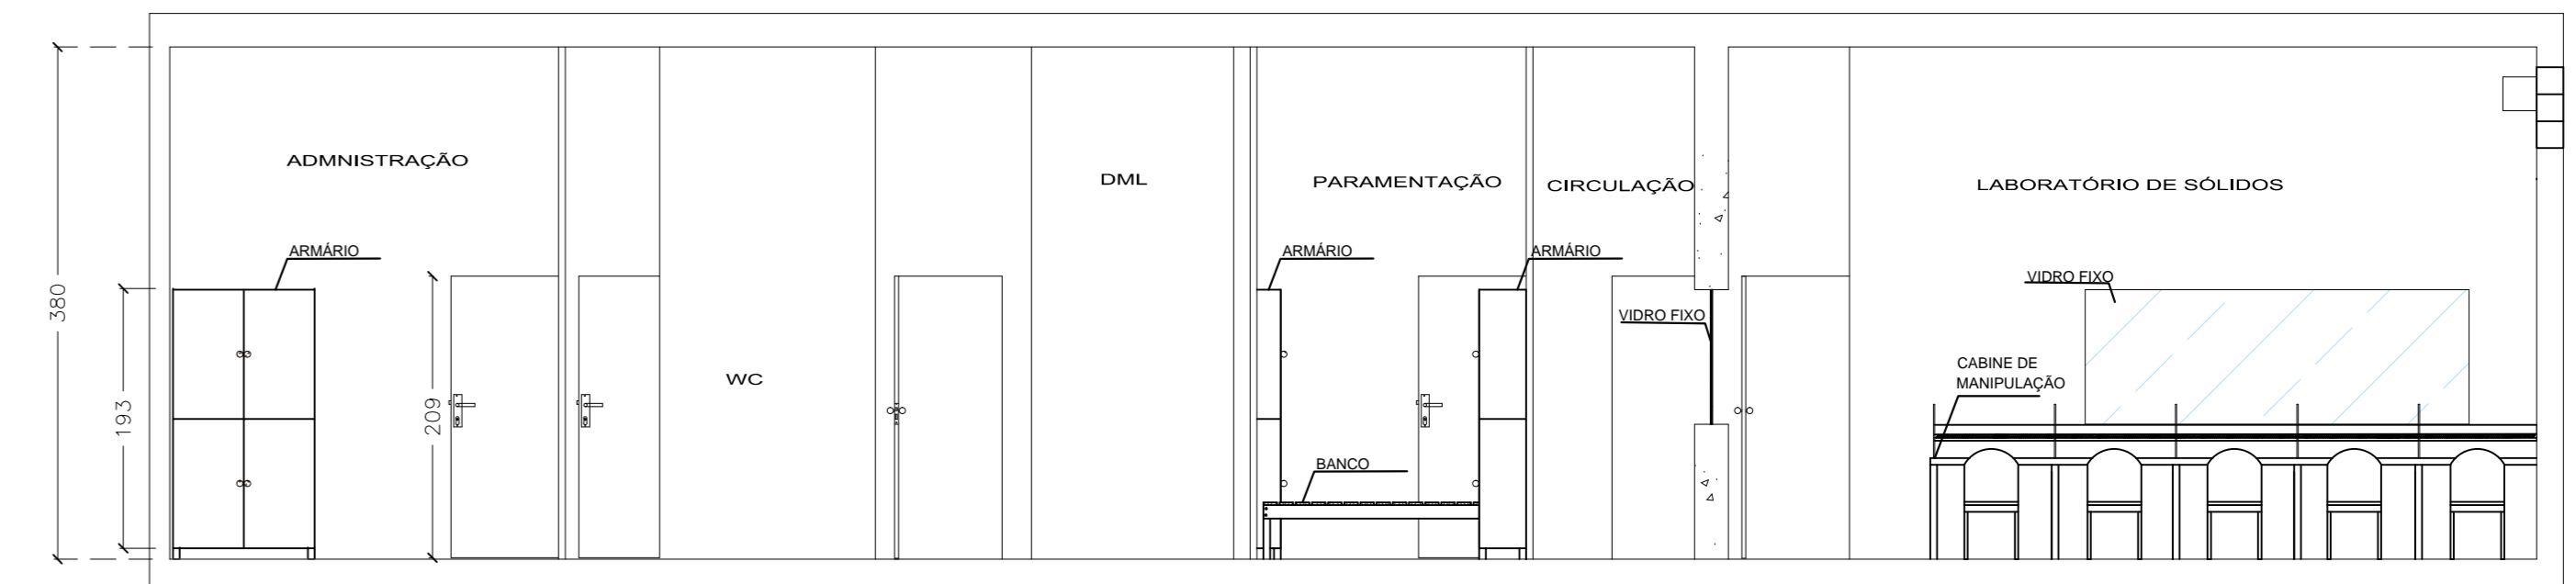 ADMNISTRAÇÃO
DML
PARAMENTAÇÃO
CIRCULAÇÃO
LABORATÓRIO DE SÓLIDOS
ARMÁRIO
ARMÁRIO
ARMÁRIO
VIDRO FIXO
380
VIDRO FIXO
CABINE DE
MANIPULAÇÃO
WC
193
209
BANCO